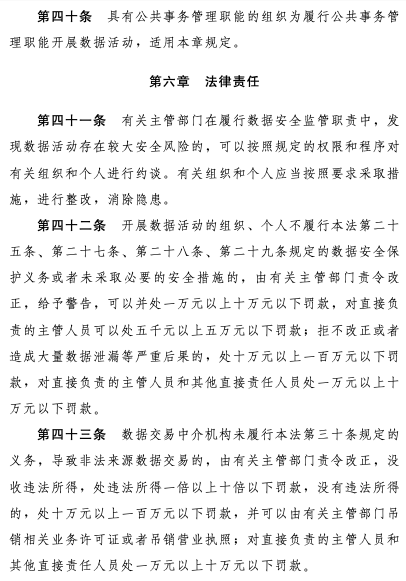 第四十条　具有公共事务管理职能的组织为履行公共事务管
理职能开展数据活动，适用本章规定。
第六章　法律责任
第四十一条　有关主管部门在履行数据安全监管职责中，发
现数据活动存在较大安全风险的，可以按照规定的权限和程序对
有关组织和个人进行约谈。有关组织和个人应当按照要求采取措
施，进行整改，消除隐患。
第四十二条　开展数据活动的组织、个人不履行本法第二十
五条、第二十七条、第二十八条、第二十九条规定的数据安全保
护义务或者未采取必要的安全措施的，由有关主管部门责令改
正，给予警告，可以并处一万元以上十万元以下罚款，对直接负
责的主管人员可以处五千元以上五万元以下罚款；拒不改正或者
造成大量数据泄漏等严重后果的，处十万元以上一百万元以下罚
款，对直接负责的主管人员和其他直接责任人员处一万元以上十
万元以下罚款。
第四十三条　数据交易中介机构未履行本法第三十条规定的
义务，导致非法来源数据交易的，由有关主管部门责令改正，没
收违法所得，处违法所得一倍以上十倍以下罚款，没有违法所得
的，处十万元以上一百万元以下罚款，并可以由有关主管部门吊
销相关业务许可证或者吊销营业执照；对直接负责的主管人员和
其他直接责任人员处一万元以上十万元以下罚款。